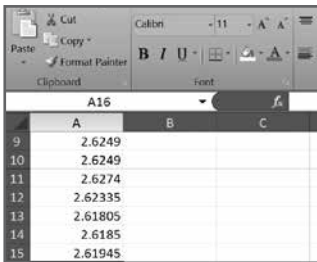 Cut
Calibri 11 A A
Copy
Paste
Format Painter
B I U A
Clipboard Font
A16 fx
A B C
9 2.6249
10 2.6249
11 2.6274
12 2.62335
13 2.61805
14 2.6185
15 2.61945